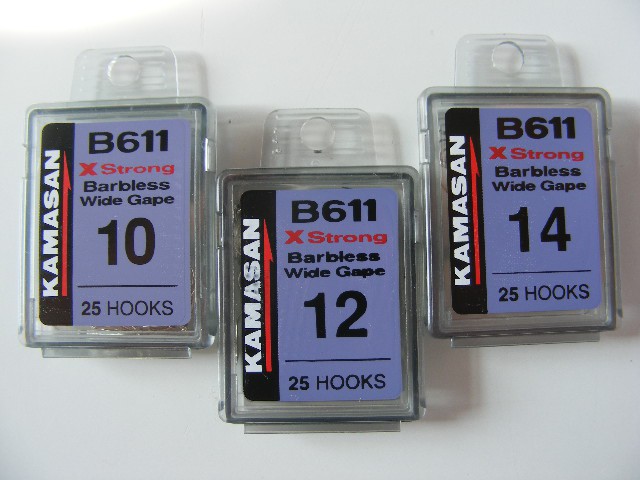 KAMASAN
B611
X Strong
Barbless
Wide Gape
10
25 HOOKS
KAMASAN
B611
X Strong
Barbless
Wide Gape
12
25 HOOKS
KAMASAN
B611
X Strong
Barbless
Wide Gape
14
25 HOOKS